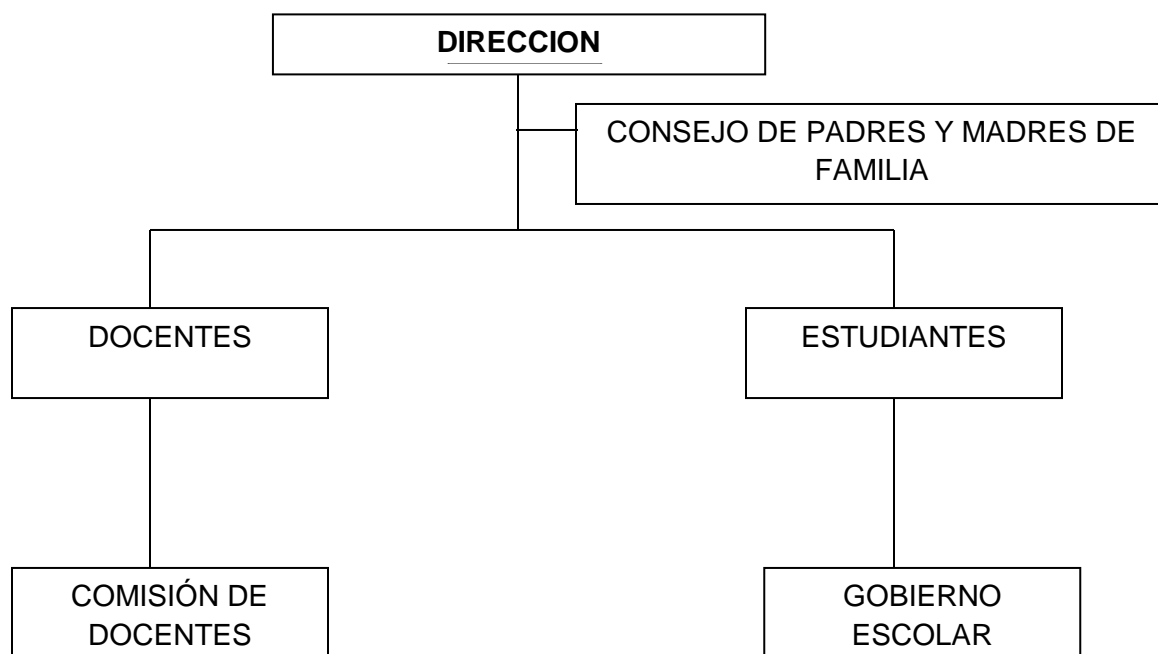 DIRECCION
CONSEJO DE PADRES Y MADRES DE
FAMILIA
DOCENTES
ESTUDIANTES
COMISIÓN DE
DOCENTES
GOBIERNO
ESCOLAR